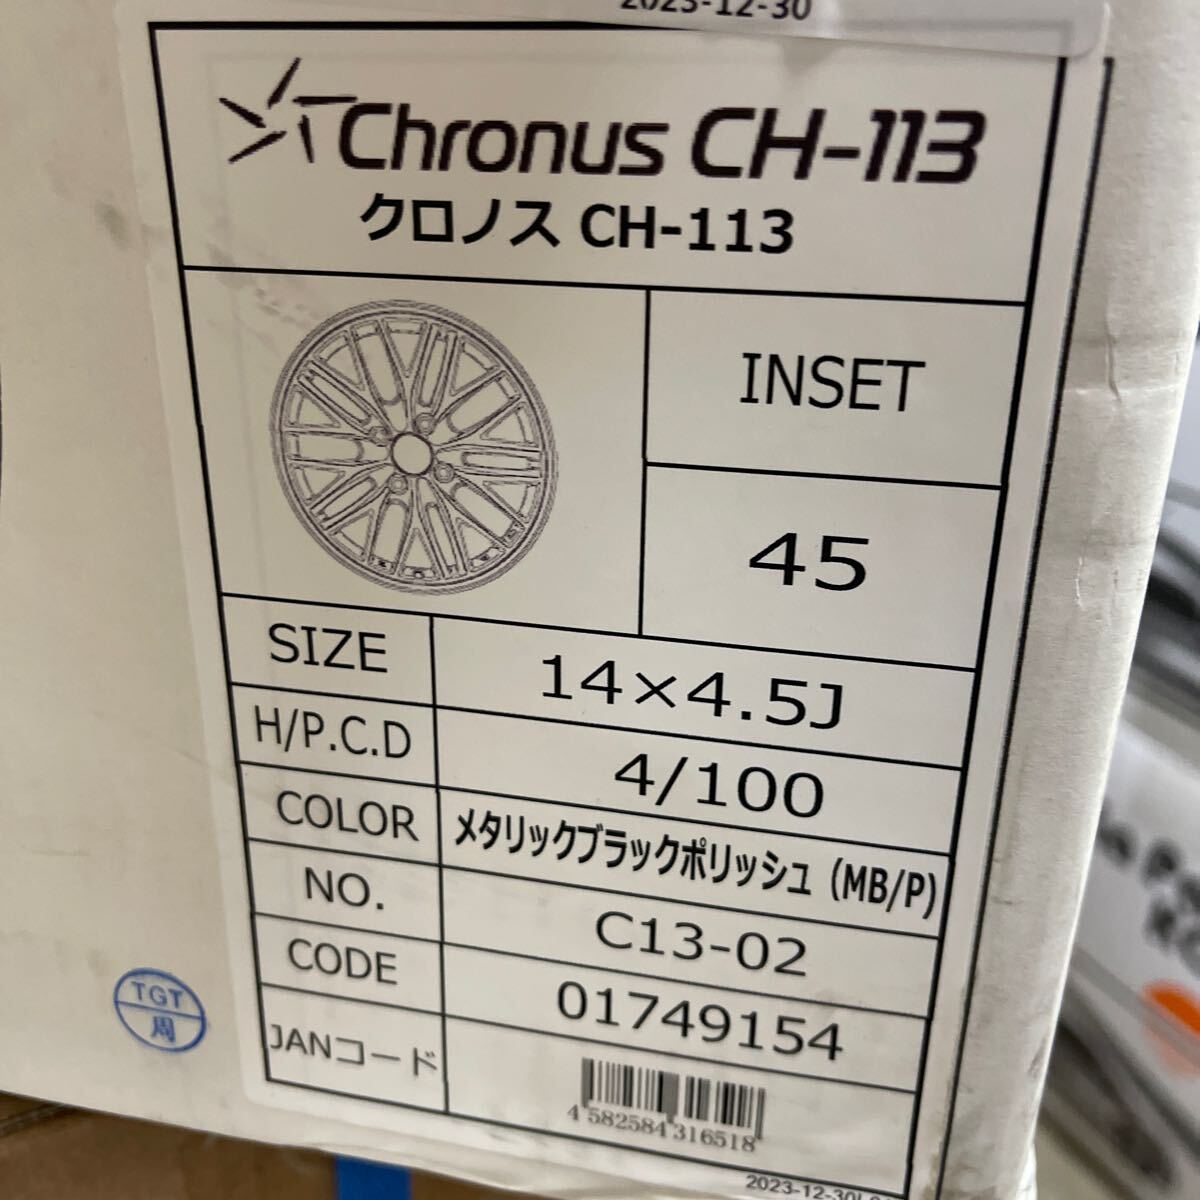 2023-12-30
Chronus CH-113
クロノス CH-113
INSET
45
SIZE
14×4.5J
H/P.C.D
4/100
COLOR
メタリックブラックポリッシュ (MB/P)
NO.
C13-02
CODE
01749154
JANコード
4 582584 316518
TGT
周
2023-12-30